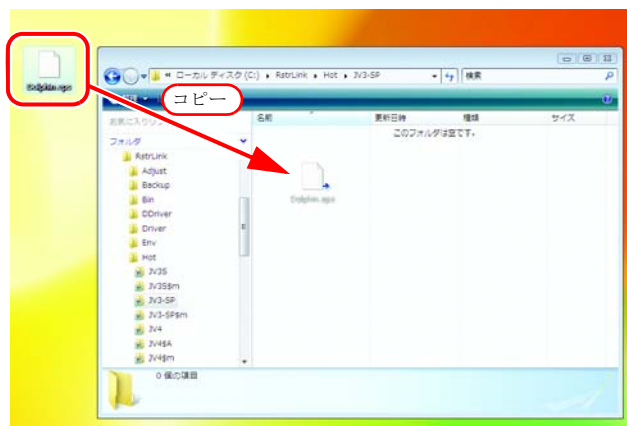 Dolphin.eps
ローカル ディスク (C:) ▸ RstrLink ▸ Hot ▸ JV3-SP
検索
コピー
名前 更新日時 種類 サイズ
このフォルダは空です。
フォルダ
RstrLink
Adjust
Backup
Bin
DDriver
Driver
Env
Hot
JV3S
JV3S$m
JV3-SP
JV3-SP$m
JV4
JV4$A
JV4$m
Dolphin.eps
0 個の項目